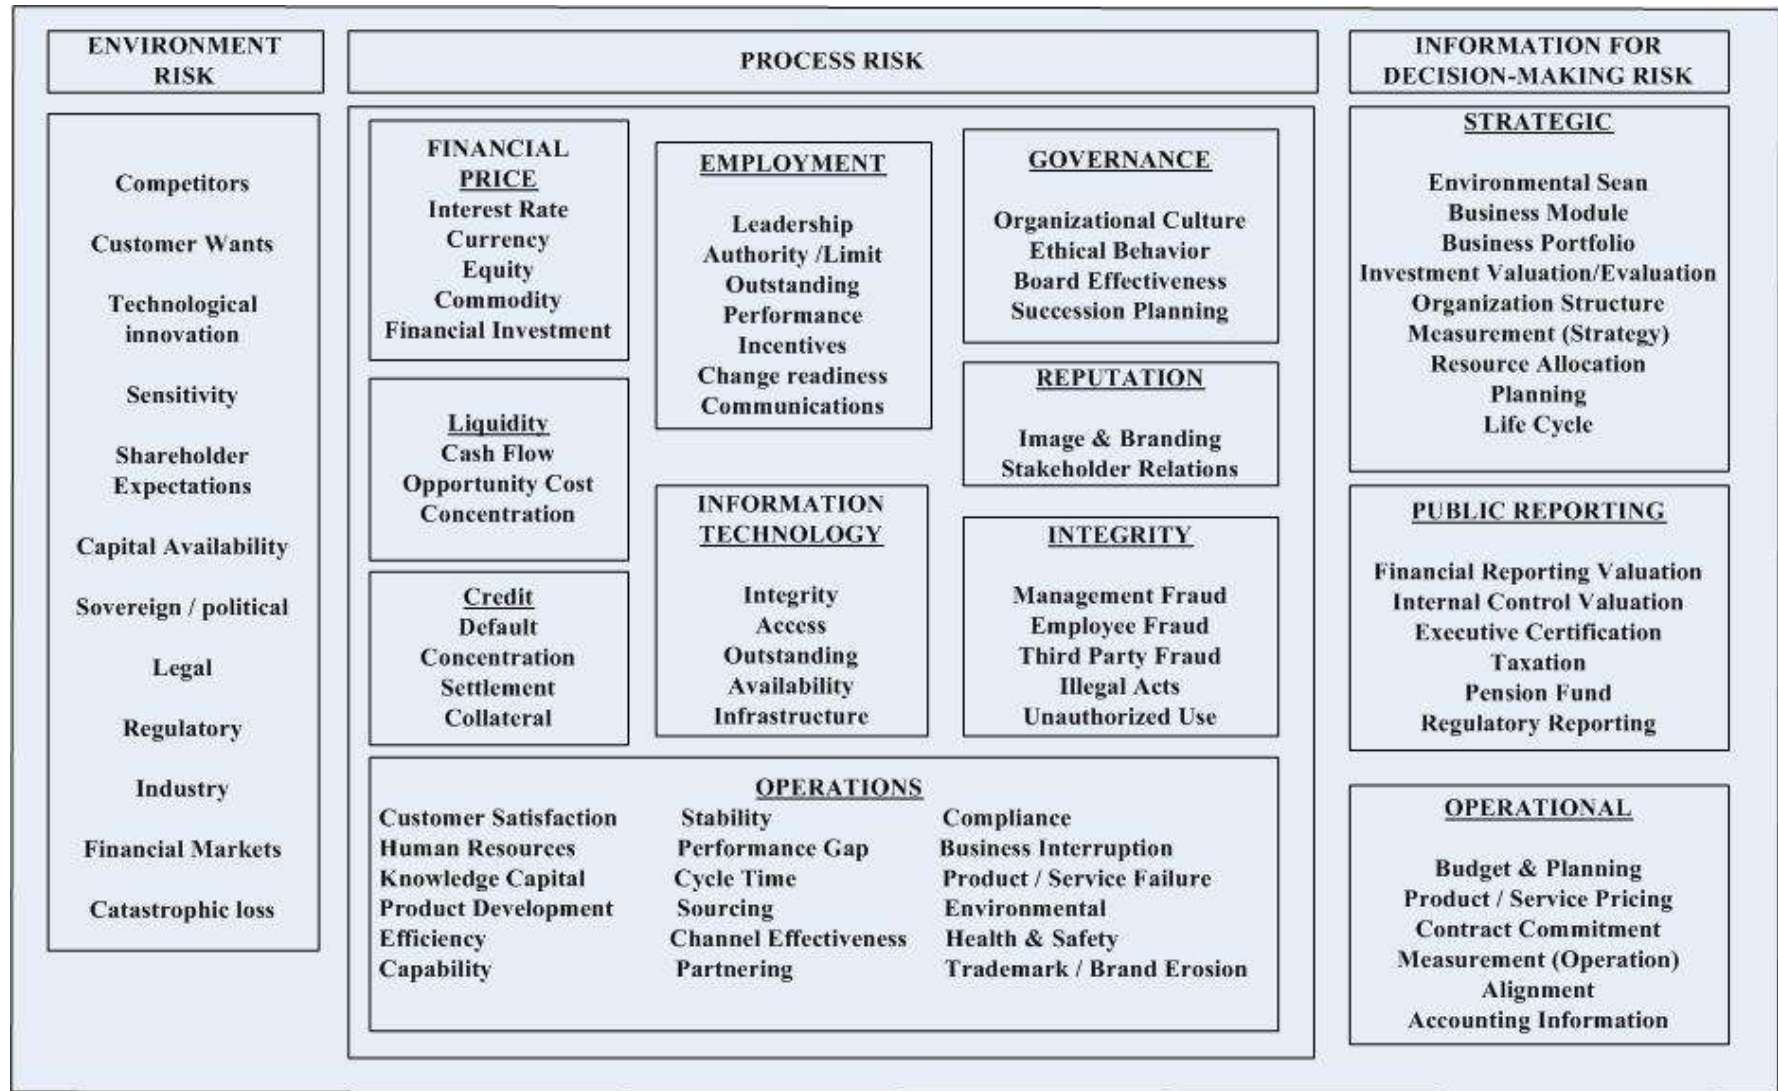 ENVIRONMENT
RISK
Competitors
Customer Wants
Technological
innovation
Sensitivity
Shareholder
Expectations
Capital Availability
Sovereign / political
Legal
Regulatory
Industry
Financial Markets
Catastrophic loss
PROCESS RISK
FINANCIAL
PRICE
Interest Rate
Currency
Equity
Commodity
Financial Investment
Liquidity
Cash Flow
Opportunity Cost
Concentration
Credit
Default
Concentration
Settlement
Collateral
EMPLOYMENT
Leadership
Authority /Limit
Outstanding
Performance
Incentives
Change readiness
Communications
INFORMATION
TECHNOLOGY
Integrity
Access
Outstanding
Availability
Infrastructure
GOVERNANCE
Organizational Culture
Ethical Behavior
Board Effectiveness
Succession Planning
REPUTATION
Image & Branding
Stakeholder Relations
INTEGRITY
Management Fraud
Employee Fraud
Third Party Fraud
Illegal Acts
Unauthorized Use
OPERATIONS
Customer Satisfaction
Human Resources
Knowledge Capital
Product Development
Efficiency
Capability
Stability
Performance Gap
Cycle Time
Sourcing
Channel Effectiveness
Partnering
Compliance
Business Interruption
Product / Service Failure
Environmental
Health & Safety
Trademark / Brand Erosion
INFORMATION FOR
DECISION-MAKING RISK
STRATEGIC
Environmental Sean
Business Module
Business Portfolio
Investment Valuation/Evaluation
Organization Structure
Measurement (Strategy)
Resource Allocation
Planning
Life Cycle
PUBLIC REPORTING
Financial Reporting Valuation
Internal Control Valuation
Executive Certification
Taxation
Pension Fund
Regulatory Reporting
OPERATIONAL
Budget & Planning
Product / Service Pricing
Contract Commitment
Measurement (Operation)
Alignment
Accounting Information